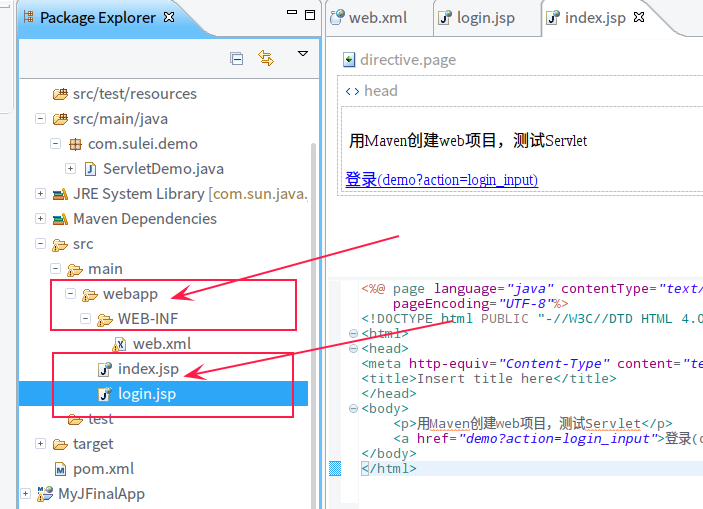 Package Explorer
src/test/resources
src/main/java
com.sulei.demo
ServletDemo.java
JRE System Library [com.sun.java.
Maven Dependencies
src
main
webapp
WEB-INF
web.xml
index.jsp
login.jsp
test
target
pom.xml
MyJFinalApp
web.xml
login.jsp
index.jsp
directive.page
<> head
用Maven创建web项目，测试Servlet
登录(demo?action=login_input)
<%@ page language="java" contentType="text/
pageEncoding="UTF-8"%>
<!DOCTYPE html PUBLIC "-//W3C//DTD HTML 4.0
<html>
<head>
<meta http-equiv="Content-Type" content="te
<title>Insert title here</title>
</head>
<body>
<p>用Maven创建web项目，测试Servlet</p>
<a href="demo?action=login_input">登录(d
</body>
</html>